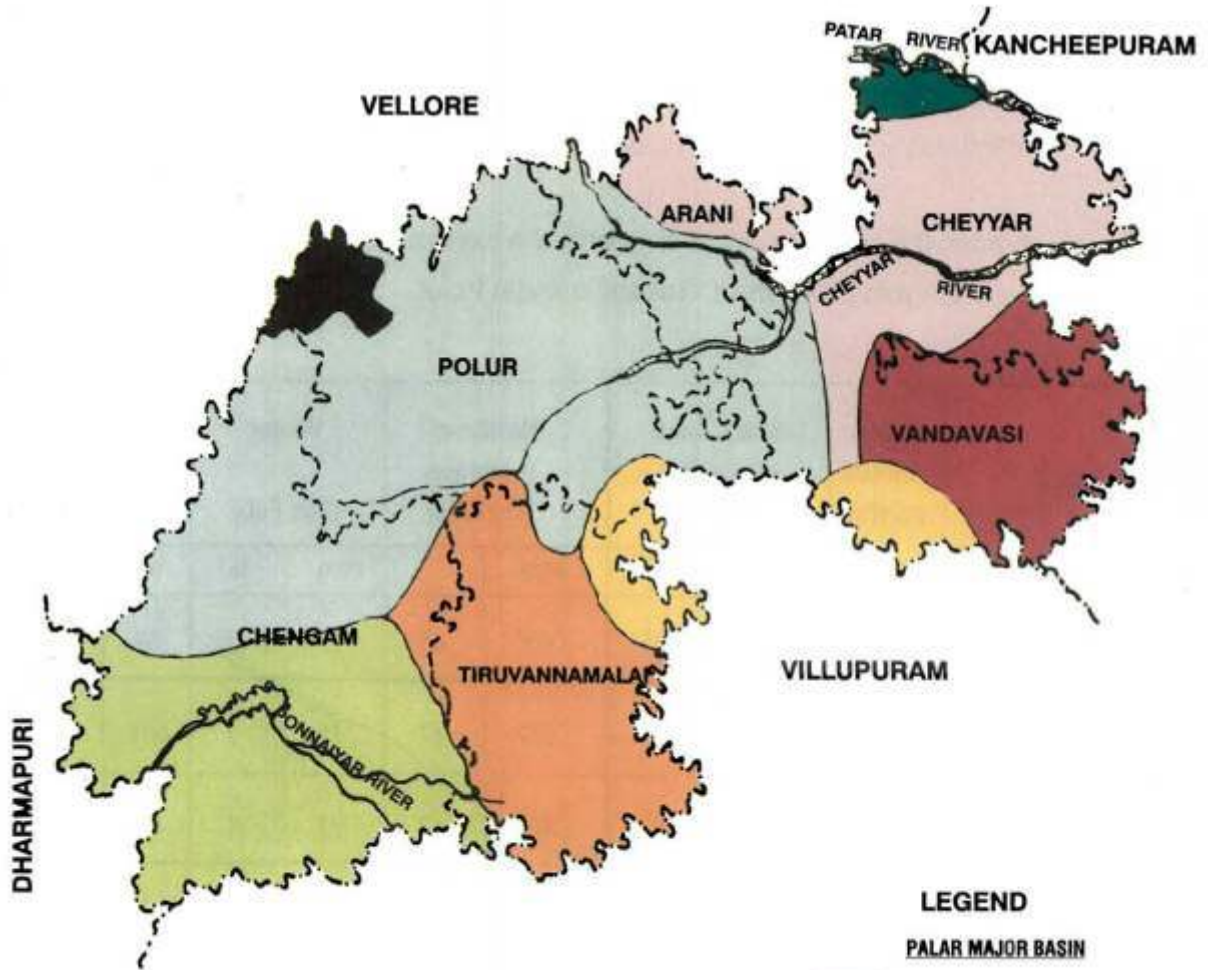 PATAR RIVER
KANCHEEPURAM
VELLORE
ARANI
CHEYYAR
CHEYYAR RIVER
POLUR
VANDAVASI
CHENGAM
TIRUVANNAMALAI
VILLUPURAM
PONNAIYAR RIVER
DHARMAPURI
LEGEND
PALAR MAJOR BASIN